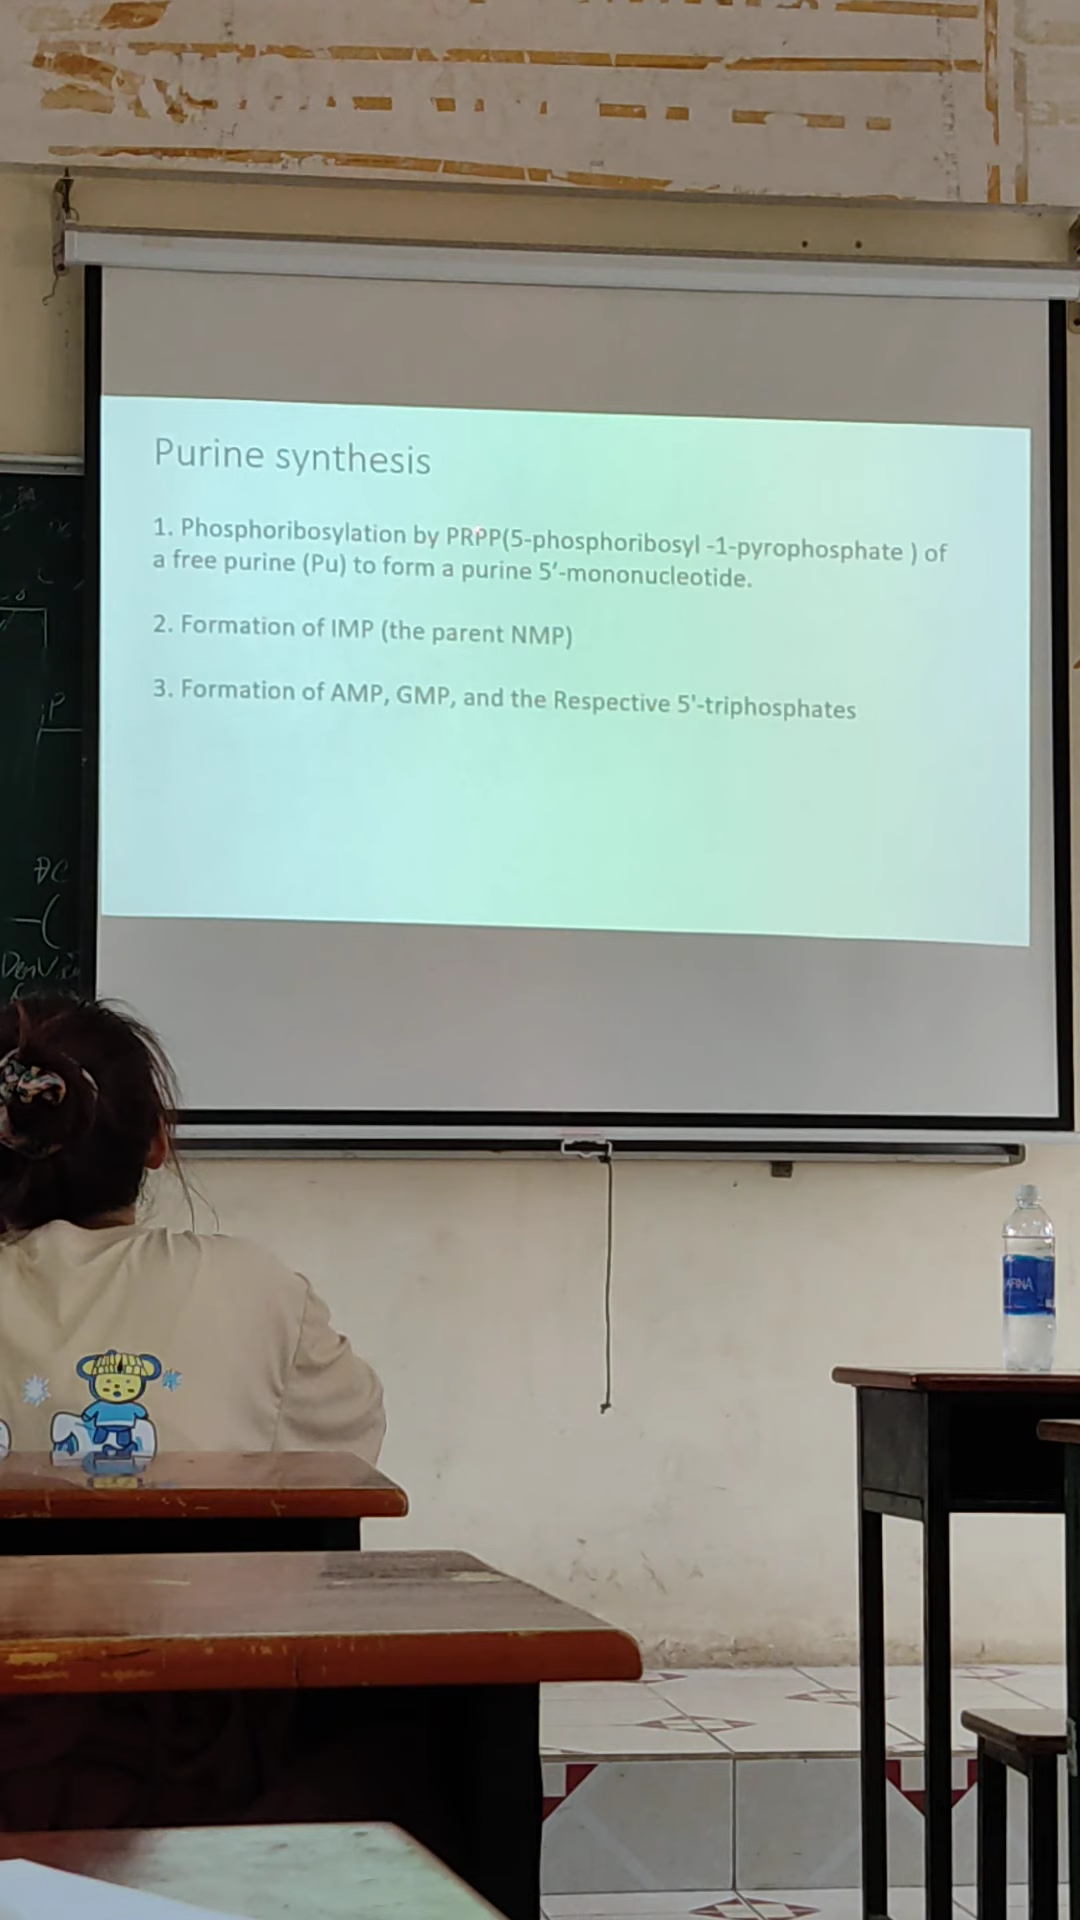 Purine synthesis
1. Phosphoribosylation by PRPP(5-phosphoribosyl -1-pyrophosphate ) of
a free purine (Pu) to form a purine 5’-mononucleotide.
2. Formation of IMP (the parent NMP)
3. Formation of AMP, GMP, and the Respective 5'-triphosphates